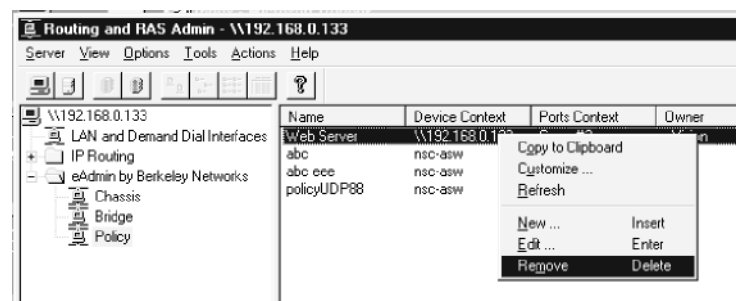 Routing and RAS Admin - \\192.168.0.133
Server View Options Tools Actions Help
\\192.168.0.133
LAN and Demand Dial Interfaces
IP Routing
eAdmin by Berkeley Networks
Chassis
Bridge
Policy
Name Device Context Ports Context Owner
Web Server
abc nsc-asw
abc eee nsc-asw
policyUDP88 nsc-asw
Copy to Clipboard
Customize ...
Refresh
New ... Insert
Edit ... Enter
Remove Delete